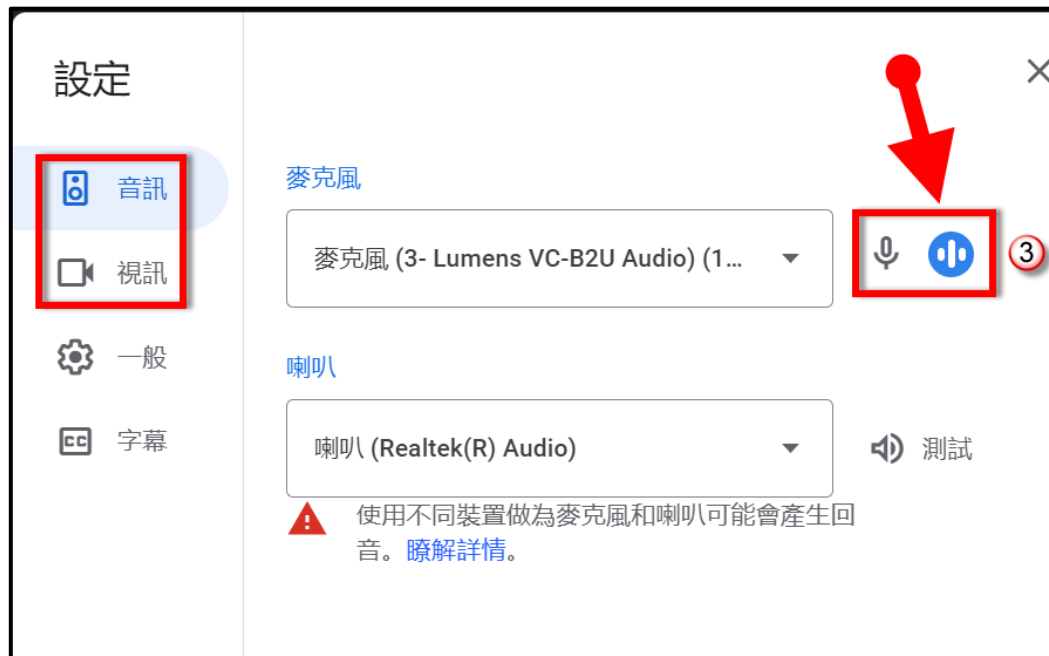 設定
音訊
視訊
一般
字幕
麥克風
麥克風 (3- Lumens VC-B2U Audio) (1...
3
喇叭
喇叭 (Realtek(R) Audio)
測試
使用不同裝置做為麥克風和喇叭可能會產生回
音。瞭解詳情。